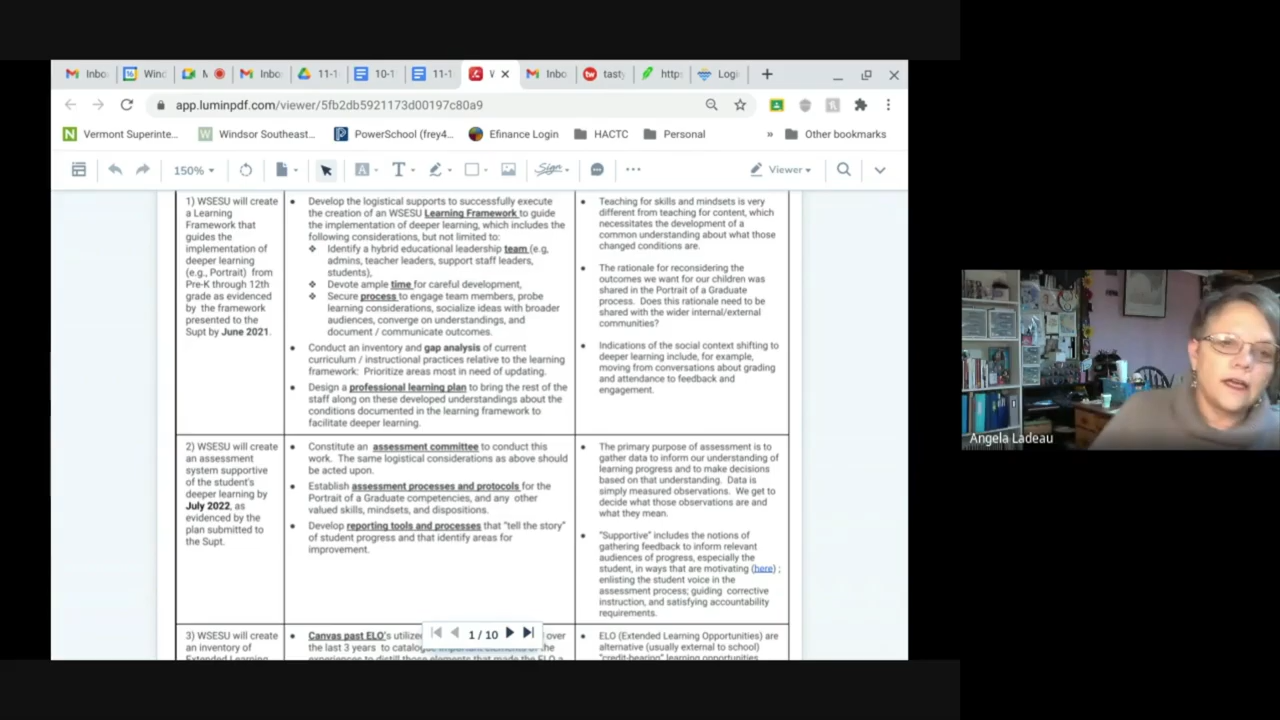 Inbo
Wind
M
Inbo
11-1
10-1
11-1
V
Inbo
tasty
https
Logi
app.luminpdf.com/viewer/5fb2db5921173d00197c80a9
Vermont Superinte...
Windsor Southeast...
PowerSchool (frey4...
Efinance Login
HACTC
Personal
»
Other bookmarks
150%
Sign
Viewer
1) WSESU will create
a Learning
Framework that
guides the
implementation of
deeper learning
(e.g., Portrait) from
Pre-K through 12th
grade as evidenced
by the framework
presented to the
Supt by June 2021.
Develop the logistical supports to successfully execute
the creation of an WSESU Learning Framework to guide
the implementation of deeper learning, which includes the
following considerations, but not limited to:
Identify a hybrid educational leadership team (e.g,
admins, teacher leaders, support staff leaders,
students),
Devote ample time for careful development,
Secure process to engage team members, probe
learning considerations, socialize ideas with broader
audiences, converge on understandings, and
document / communicate outcomes.
Conduct an inventory and gap analysis of current
curriculum / instructional practices relative to the learning
framework: Prioritize areas most in need of updating.
Design a professional learning plan to bring the rest of the
staff along on these developed understandings about the
conditions documented in the learning framework to
facilitate deeper learning.
Teaching for skills and mindsets is very
different from teaching for content, which
necessitates the development of a
common understanding about what those
changed conditions are.
The rationale for reconsidering the
outcomes we want for our children was
shared in the Portrait of a Graduate
process. Does this rationale need to be
shared with the wider internal/external
communities?
Indications of the social context shifting to
deeper learning include, for example,
moving from conversations about grading
and attendance to feedback and
engagement.
2) WSESU will create
an assessment
system supportive
of the student's
deeper learning by
July 2022, as
evidenced by the
plan submitted to
the Supt.
Constitute an assessment committee to conduct this
work. The same logistical considerations as above should
be acted upon.
Establish assessment processes and protocols for the
Portrait of a Graduate competencies, and any other
valued skills, mindsets, and dispositions.
Develop reporting tools and processes that "tell the story"
of student progress and that identify areas for
improvement.
The primary purpose of assessment is to
gather data to inform our understanding of
learning progress and to make decisions
based on that understanding. Data is
simply measured observations. We get to
decide what those observations are and
what they mean.
"Supportive" includes the notions of
gathering feedback to inform relevant
audiences of progress, especially the
student, in ways that are motivating (here) ;
enlisting the student voice in the
assessment process; guiding corrective
instruction, and satisfying accountability
requirements.
3) WSESU will create
an inventory of
Extended Learning
Canvas past ELO's utilized over
the last 3 years to catalogue important elements of the
experiences to distill those elements that made the ELO a
ELO (Extended Learning Opportunities) are
alternative (usually external to school)
"credit-bearing" learning opportunities
1 / 10
Angela Ladeau